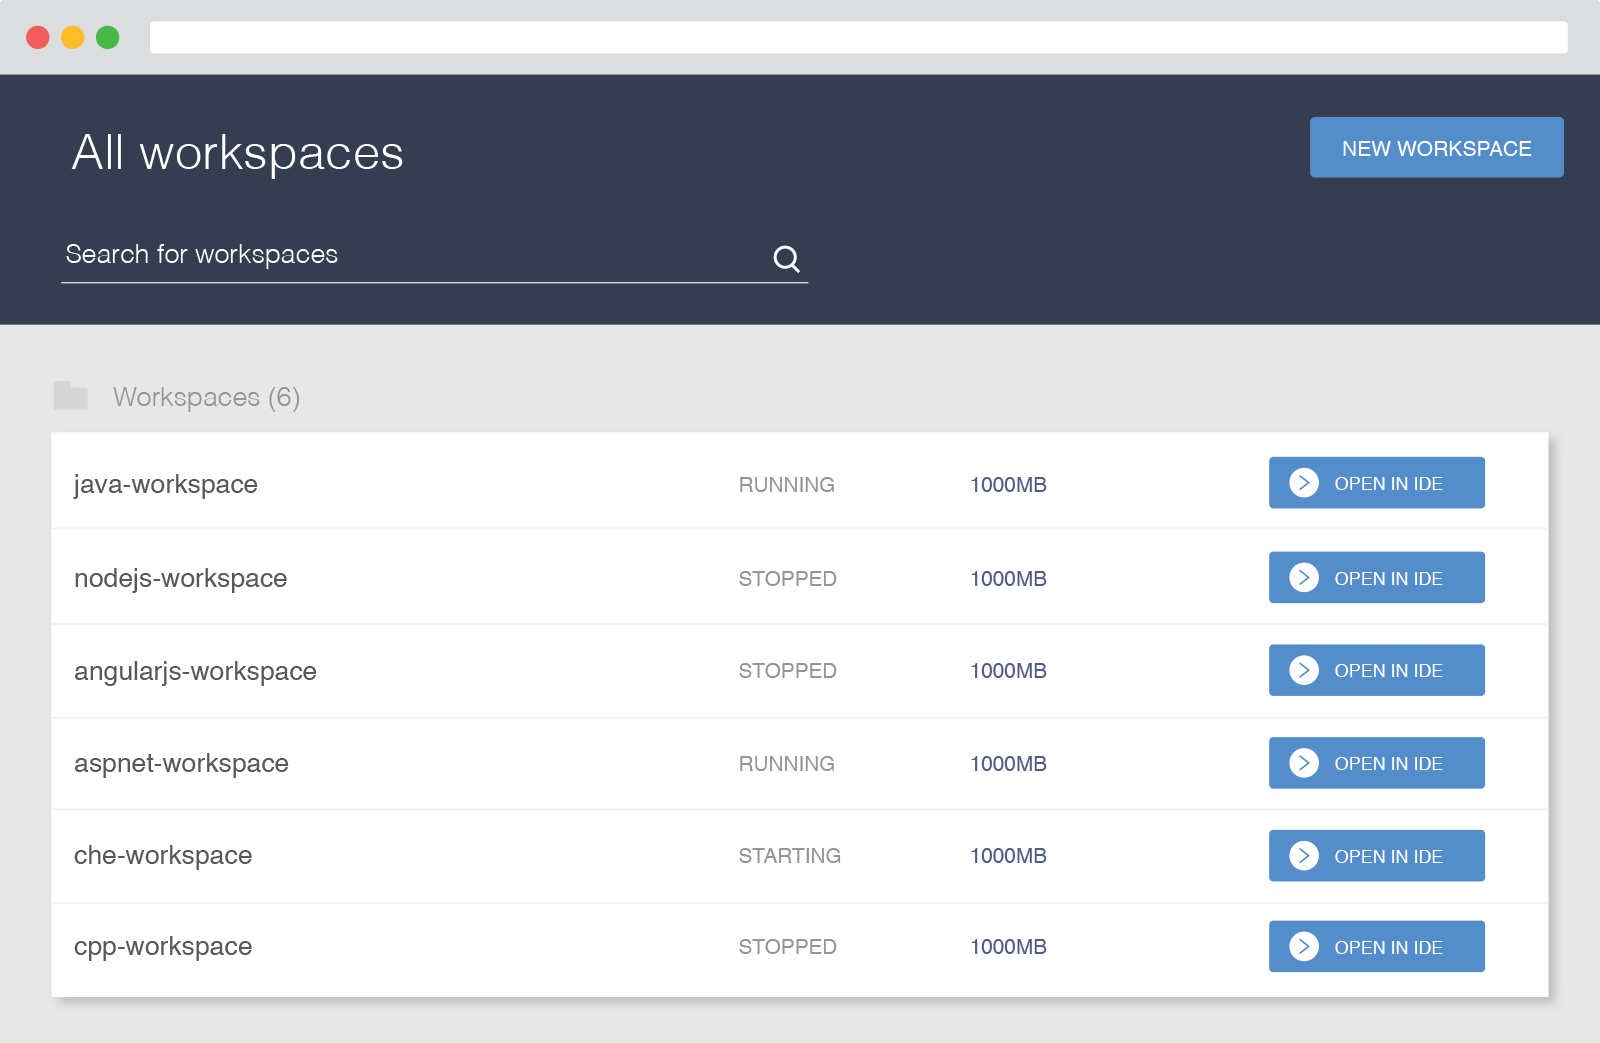 All workspaces
NEW WORKSPACE
Search for workspaces
Workspaces (6)
java-workspace RUNNING 1000MB OPEN IN IDE
nodejs-workspace STOPPED 1000MB OPEN IN IDE
angularjs-workspace STOPPED 1000MB OPEN IN IDE
aspnet-workspace RUNNING 1000MB OPEN IN IDE
che-workspace STARTING 1000MB OPEN IN IDE
cpp-workspace STOPPED 1000MB OPEN IN IDE